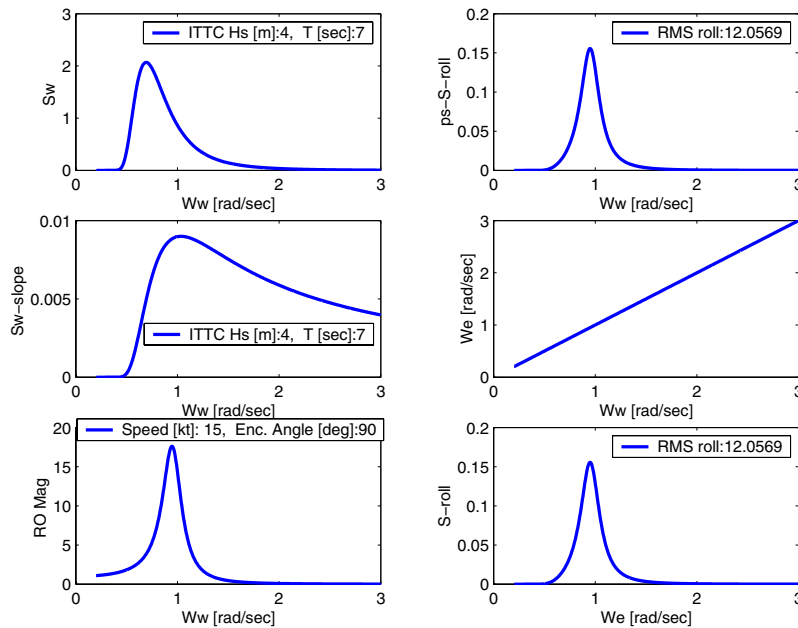 3
2
1
0
Sw
ITTC Hs [m]:4, T [sec]:7
0 1 2 3
Ww [rad/sec]
0.2
0.15
0.1
0.05
0
ps-S-roll
RMS roll:12.0569
0 1 2 3
Ww [rad/sec]
0.01
0.005
0
Sw-slope
ITTC Hs [m]:4, T [sec]:7
0 1 2 3
Ww [rad/sec]
3
2
1
0
We [rad/sec]
0 1 2 3
Ww [rad/sec]
20
15
10
5
0
RO Mag
Speed [kt]: 15, Enc. Angle [deg]:90
0 1 2 3
Ww [rad/sec]
0.2
0.15
0.1
0.05
0
S-roll
RMS roll:12.0569
0 1 2 3
We [rad/sec]